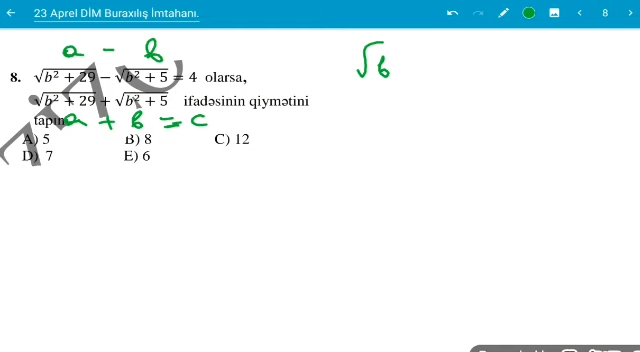 23 Aprel DİM Buraxılış İmtahanı.
8
a - b
√b
8. √b² + 29 − √b² + 5 = 4 olarsa,
√b² + 29 + √b² + 5 ifadəsinin qiymətini
tapın
a + b = c
A) 5 B) 8 C) 12
D) 7 E) 6